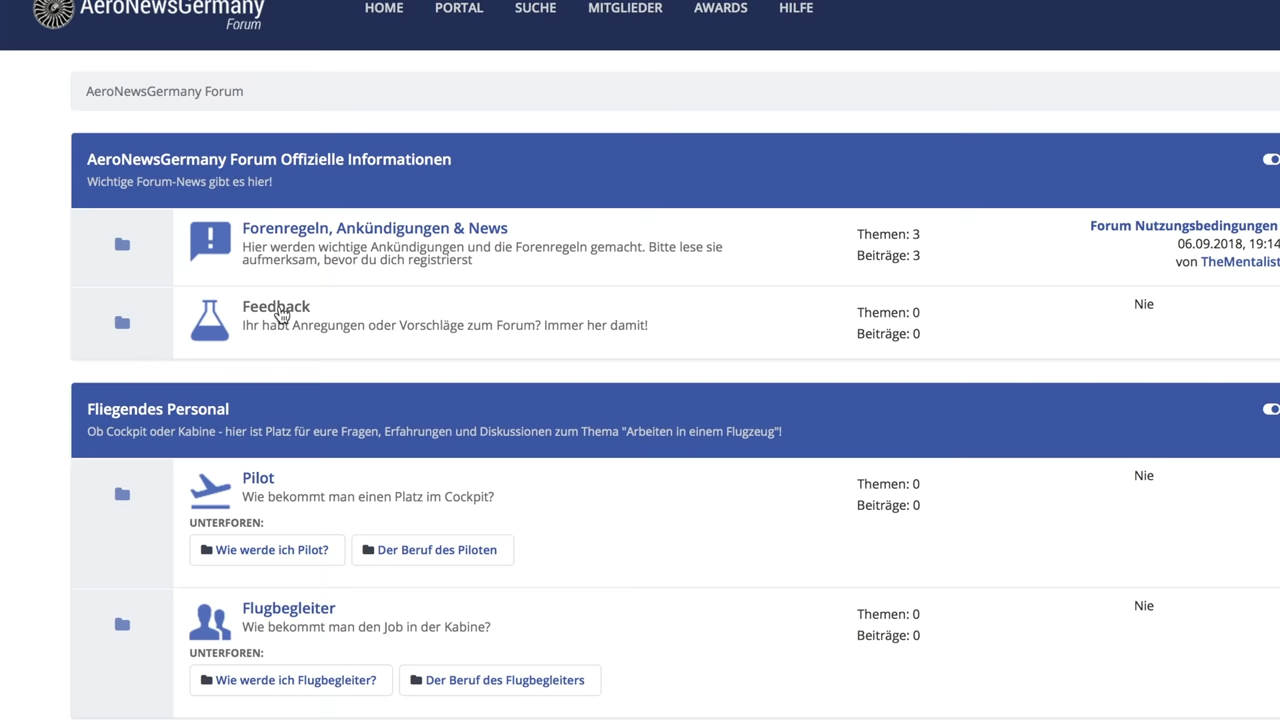 AeroNewsGermany
Forum
HOME PORTAL SUCHE MITGLIEDER AWARDS HILFE
AeroNewsGermany Forum
AeroNewsGermany Forum Offizielle Informationen
Wichtige Forum-News gibt es hier!
Forenregeln, Ankündigungen & News
Hier werden wichtige Ankündigungen und die Forenregeln gemacht. Bitte lese sie
aufmerksam, bevor du dich registrierst
Themen: 3
Beiträge: 3
Forum Nutzungsbedingungen
06.09.2018, 19:14
von TheMentalist
Feedback
Ihr habt Anregungen oder Vorschläge zum Forum? Immer her damit!
Themen: 0
Beiträge: 0
Nie
Fliegendes Personal
Ob Cockpit oder Kabine - hier ist Platz für eure Fragen, Erfahrungen und Diskussionen zum Thema "Arbeiten in einem Flugzeug"!
Pilot
Wie bekommt man einen Platz im Cockpit?
UNTERFOREN:
Wie werde ich Pilot? Der Beruf des Piloten
Themen: 0
Beiträge: 0
Nie
Flugbegleiter
Wie bekommt man den Job in der Kabine?
UNTERFOREN:
Wie werde ich Flugbegleiter? Der Beruf des Flugbegleiters
Themen: 0
Beiträge: 0
Nie